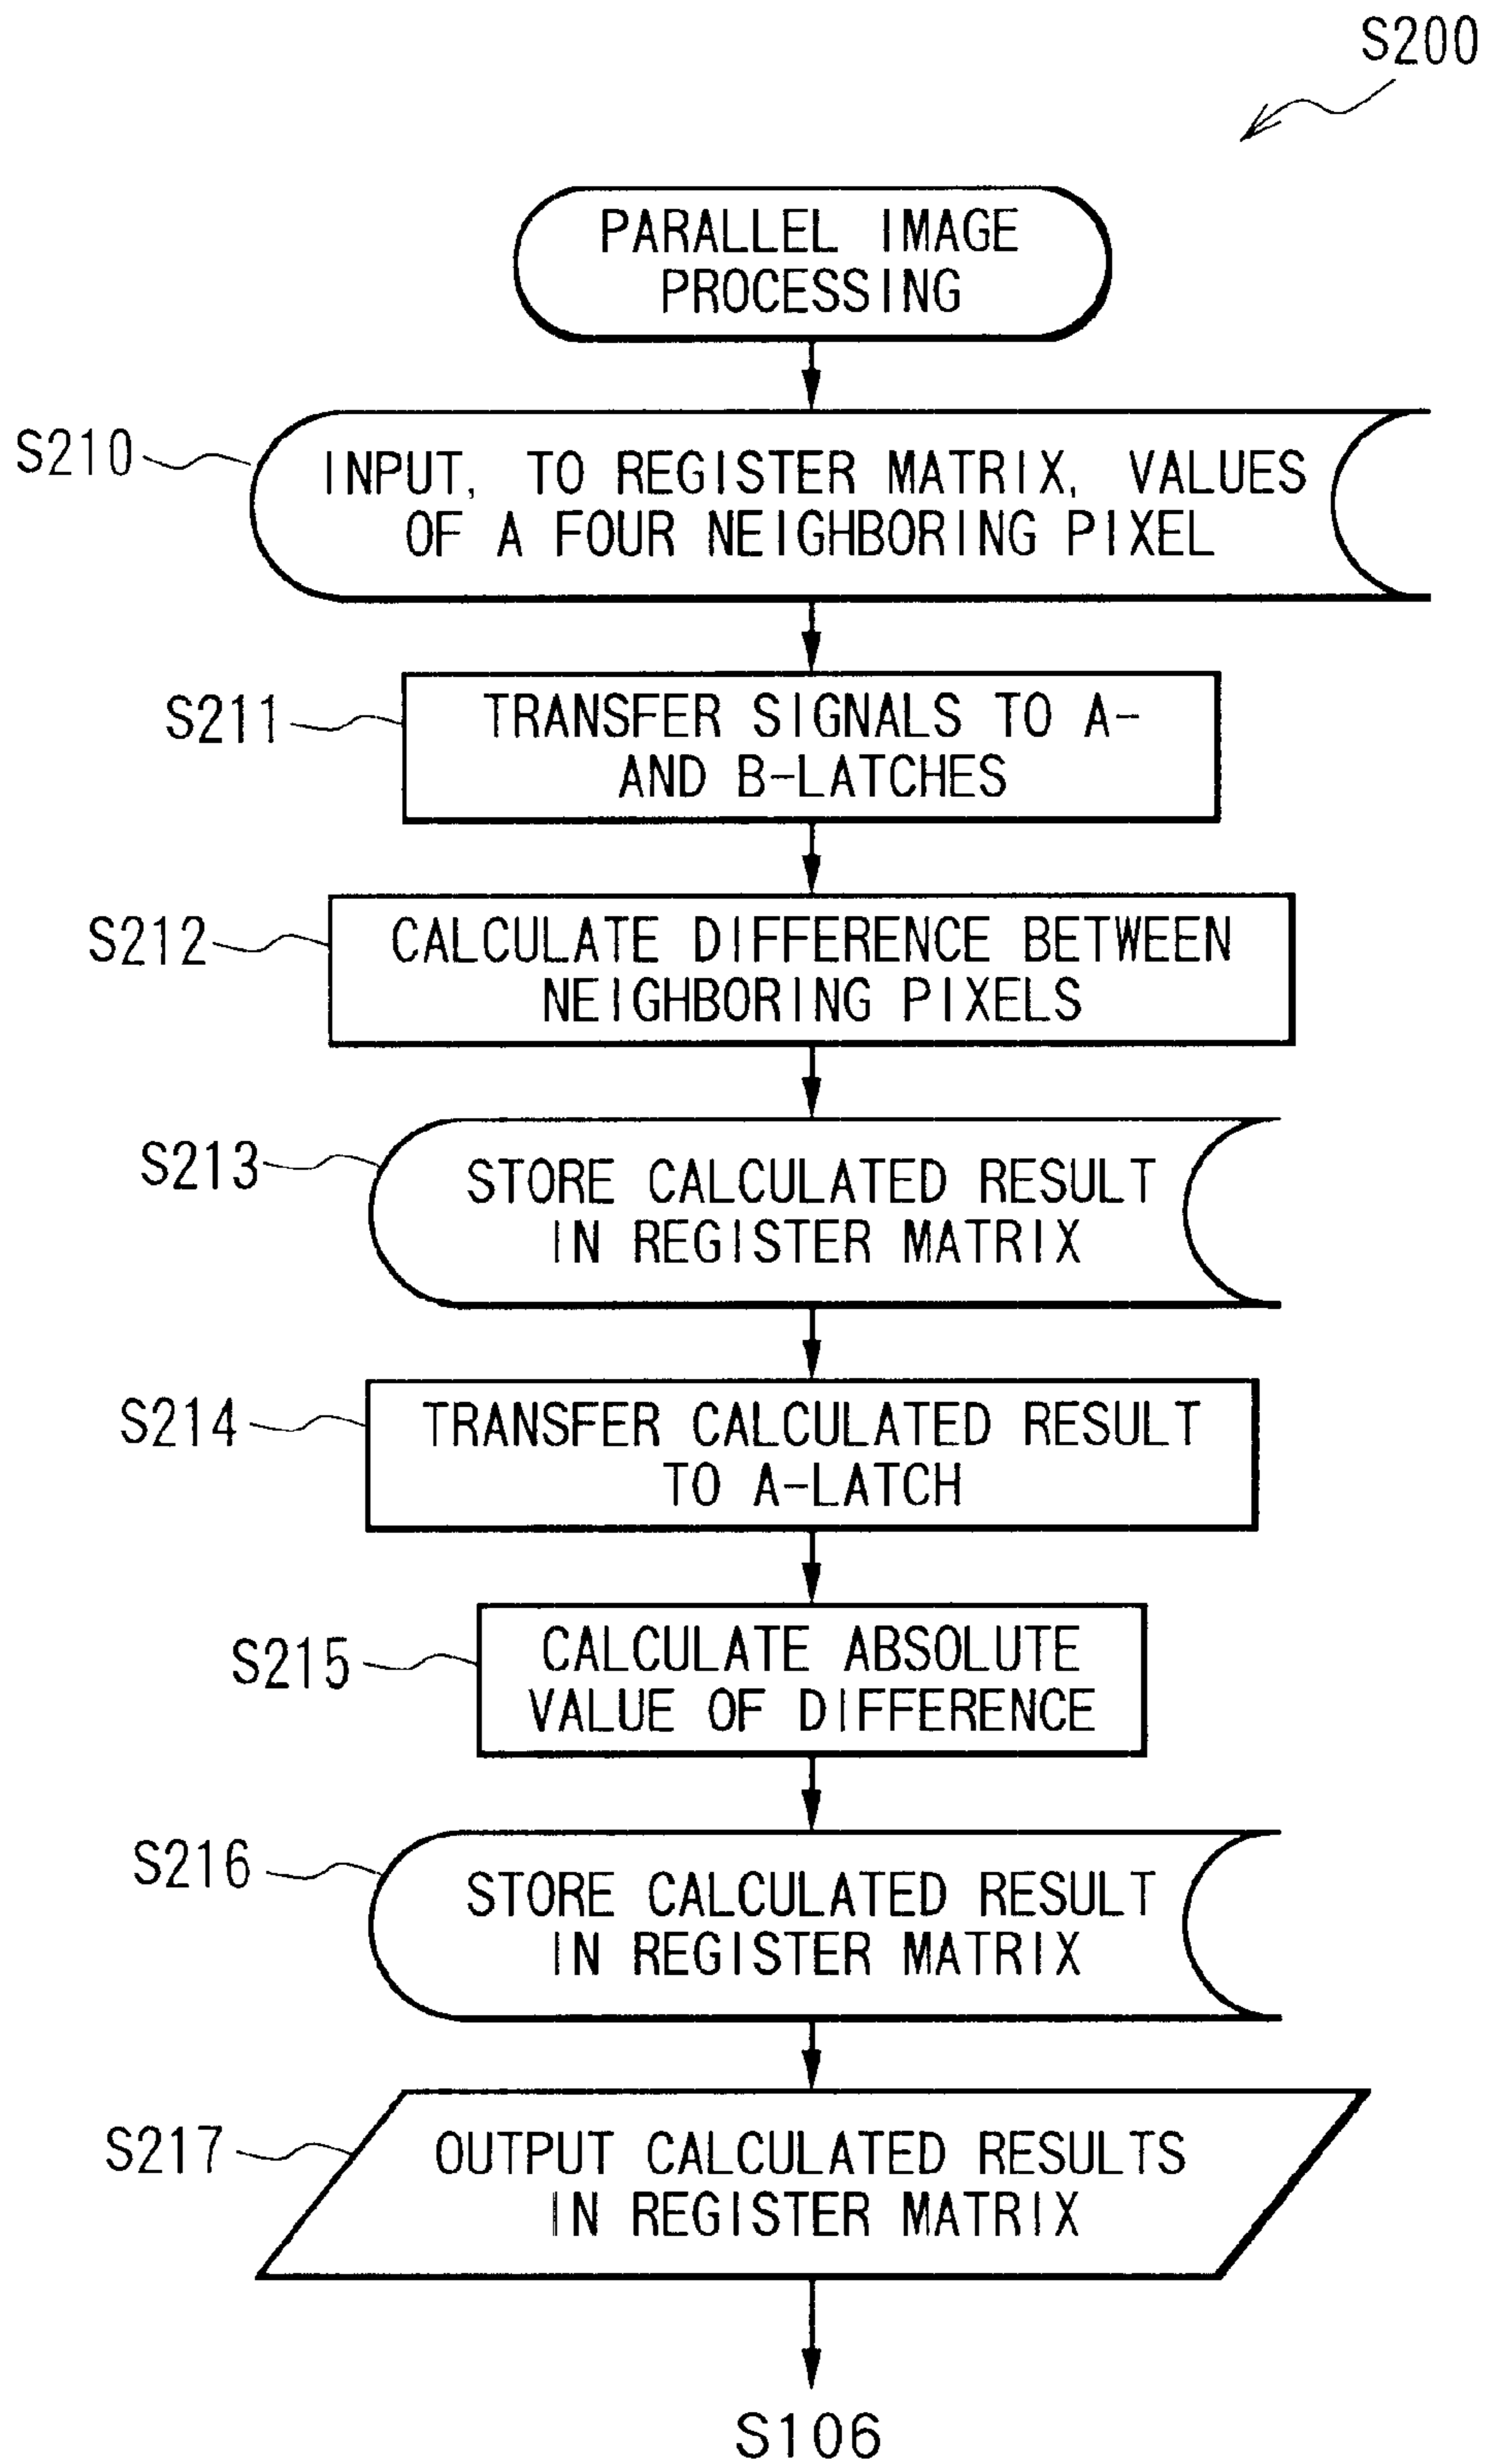 S200
PARALLEL IMAGE
PROCESSING
S210
INPUT, TO REGISTER MATRIX, VALUES
OF A FOUR NEIGHBORING PIXEL
S211
TRANSFER SIGNALS TO A-
AND B-LATCHES
S212
CALCULATE DIFFERENCE BETWEEN
NEIGHBORING PIXELS
S213
STORE CALCULATED RESULT
IN REGISTER MATRIX
S214
TRANSFER CALCULATED RESULT
TO A-LATCH
S215
CALCULATE ABSOLUTE
VALUE OF DIFFERENCE
S216
STORE CALCULATED RESULT
IN REGISTER MATRIX
S217
OUTPUT CALCULATED RESULTS
IN REGISTER MATRIX
S106